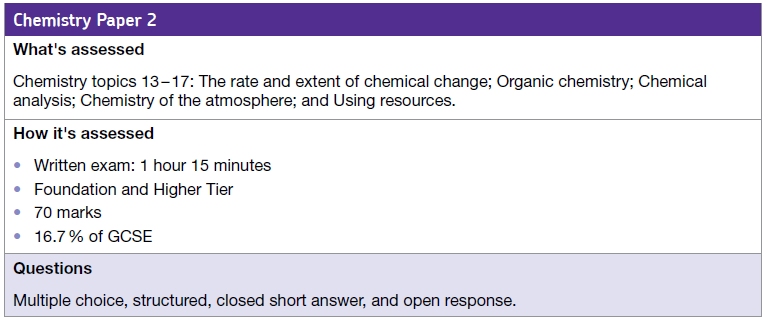 Chemistry Paper 2
What's assessed
Chemistry topics 13–17: The rate and extent of chemical change; Organic chemistry; Chemical
analysis; Chemistry of the atmosphere; and Using resources.
How it's assessed
• Written exam: 1 hour 15 minutes
• Foundation and Higher Tier
• 70 marks
• 16.7 % of GCSE
Questions
Multiple choice, structured, closed short answer, and open response.